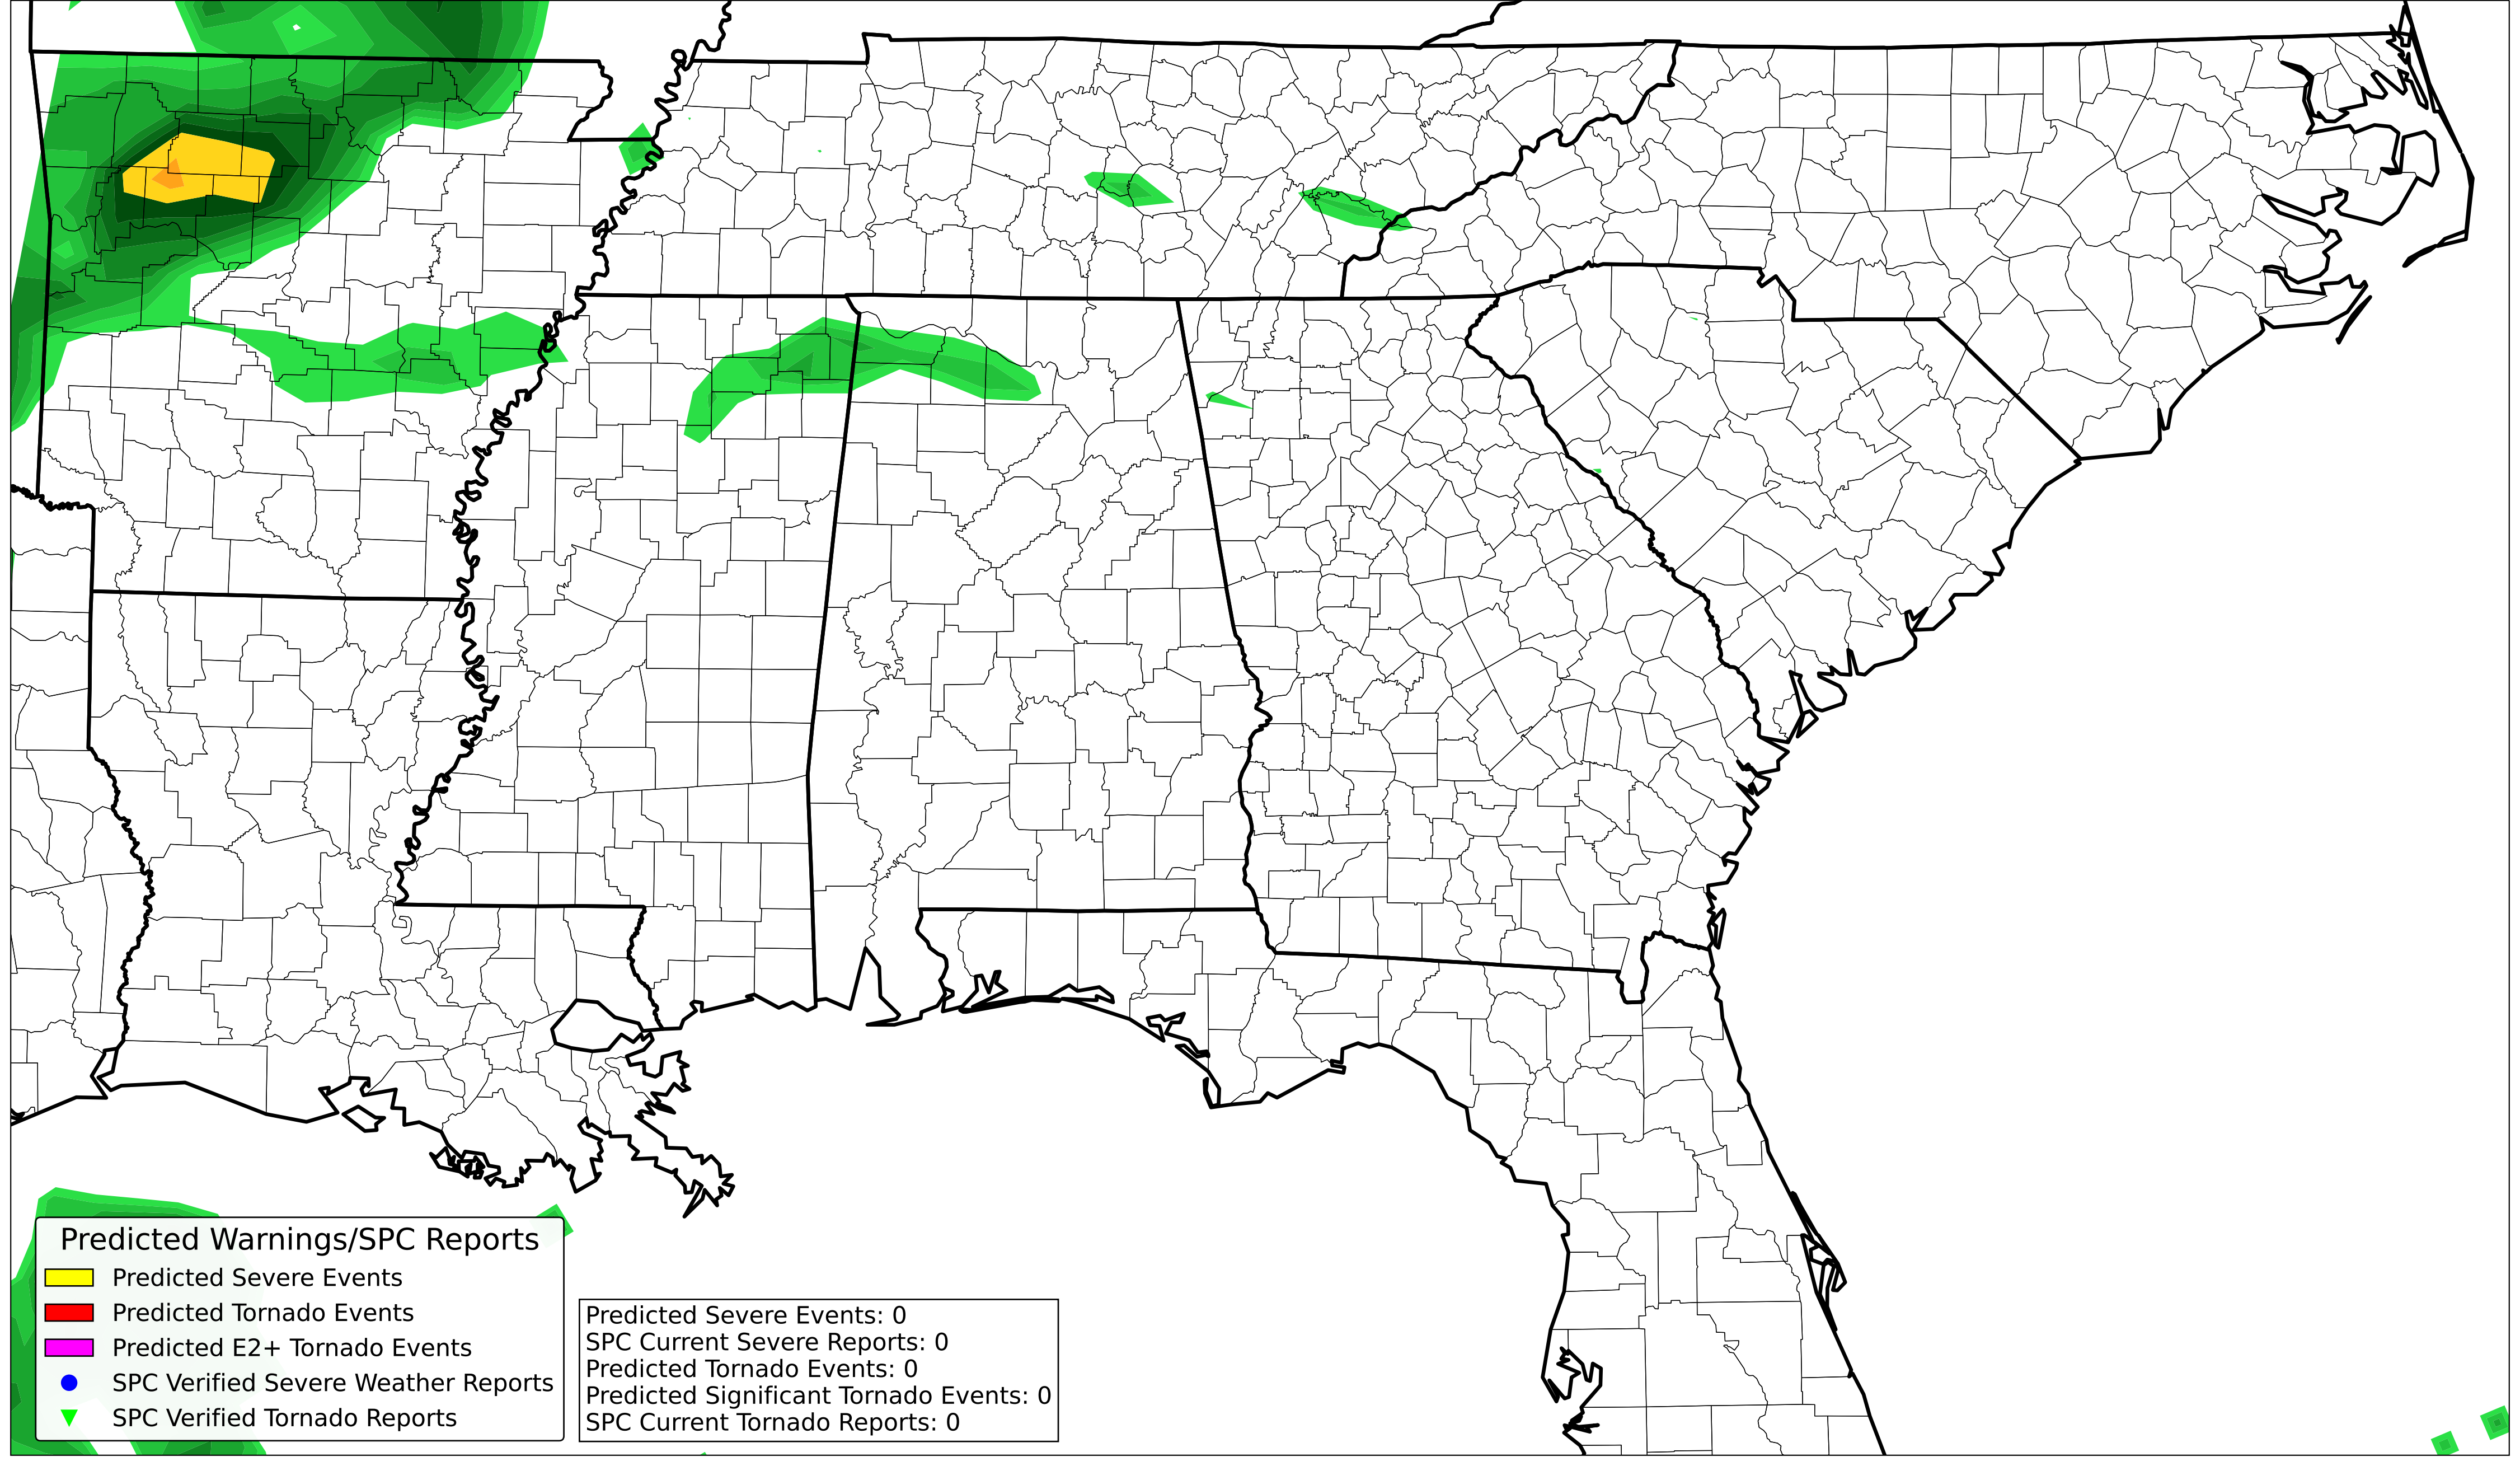 Predicted Warnings/SPC Reports
Predicted Severe Events
Predicted Tornado Events
Predicted E2+ Tornado Events
SPC Verified Severe Weather Reports
SPC Verified Tornado Reports
Predicted Severe Events: 0
SPC Current Severe Reports: 0
Predicted Tornado Events: 0
Predicted Significant Tornado Events: 0
SPC Current Tornado Reports: 0